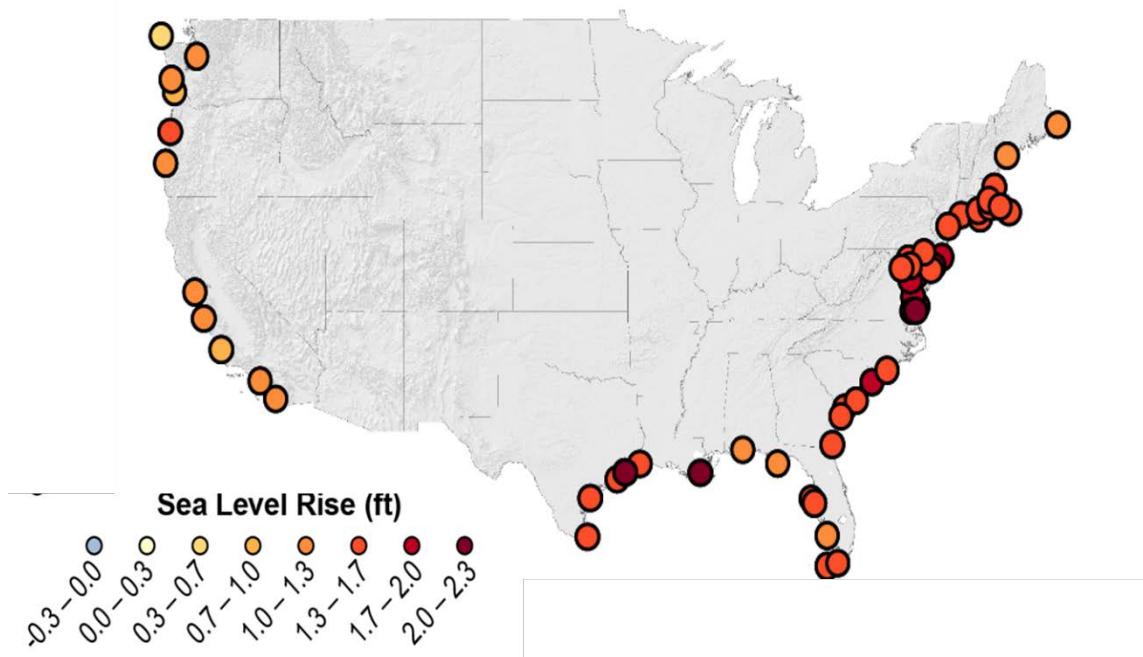 Sea Level Rise (ft)
-0.3 – 0.0
0.0 – 0.3
0.3 – 0.7
0.7 – 1.0
1.0 – 1.3
1.3 – 1.7
1.7 – 2.0
2.0 – 2.3